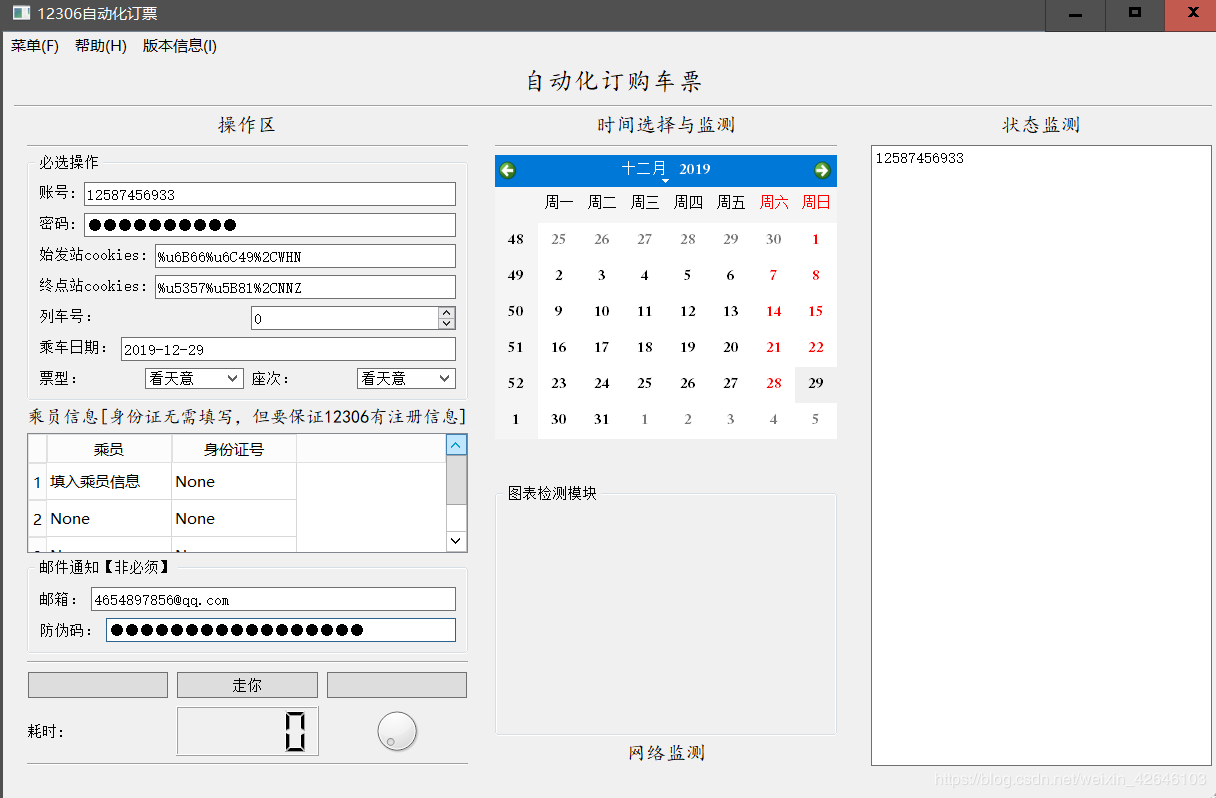 12306自动化订票
菜单(F) 帮助(H) 版本信息(I)
自动化订购车票
操作区
必选操作
账号: 12587456933
密码: ●●●●●●●●●●
始发站cookies: %u6B66%u6C49%2CWHN
终点站cookies: %u5357%u5B81%2CNNZ
列车号: 0
乘车日期: 2019-12-29
票型: 看天意 座次: 看天意
乘员信息[身份证无需填写, 但要保证12306有注册信息]
乘员 身份证号
1 填入乘员信息 None
2 None None
邮件通知【非必须】
邮箱: 4654897856@qq.com
防伪码: ●●●●●●●●●●●●●●●●●
走你
耗时: 0
时间选择与监测
十二月 2019
周一 周二 周三 周四 周五 周六 周日
48 25 26 27 28 29 30 1
49 2 3 4 5 6 7 8
50 9 10 11 12 13 14 15
51 16 17 18 19 20 21 22
52 23 24 25 26 27 28 29
1 30 31 1 2 3 4 5
图表检测模块
网络监测
状态监测
12587456933
https://blog.csdn.net/weixin_42646103